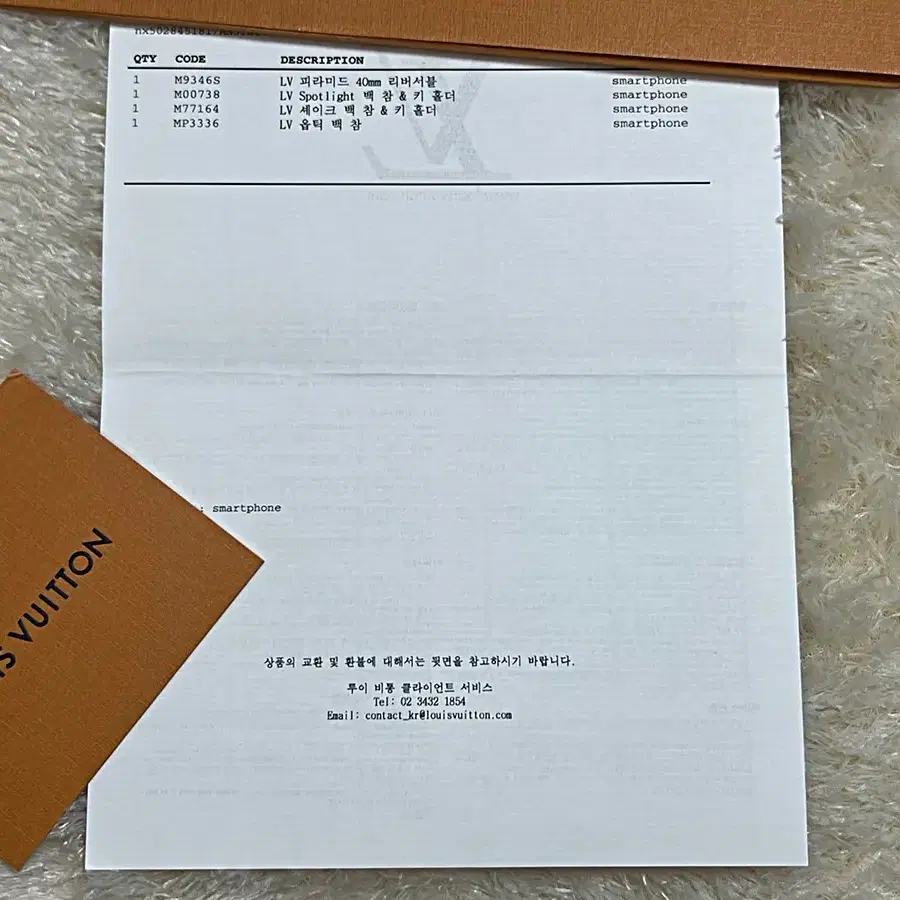 QTY CODE DESCRIPTION
1 M9346S LV 피라미드 40mm 리버서블 smartphone
1 M00738 LV Spotlight 백 참 & 키 홀더 smartphone
1 M77164 LV 셰이크 백 참 & 키 홀더 smartphone
1 MP3336 LV 옵틱 백 참 smartphone
: smartphone
VUITTON
상품의 교환 및 환불에 대해서는 뒷면을 참고하시기 바랍니다.
루이 비통 클라이언트 서비스
Tel: 02 3432 1854
Email: contact_kr@louisvuitton.com